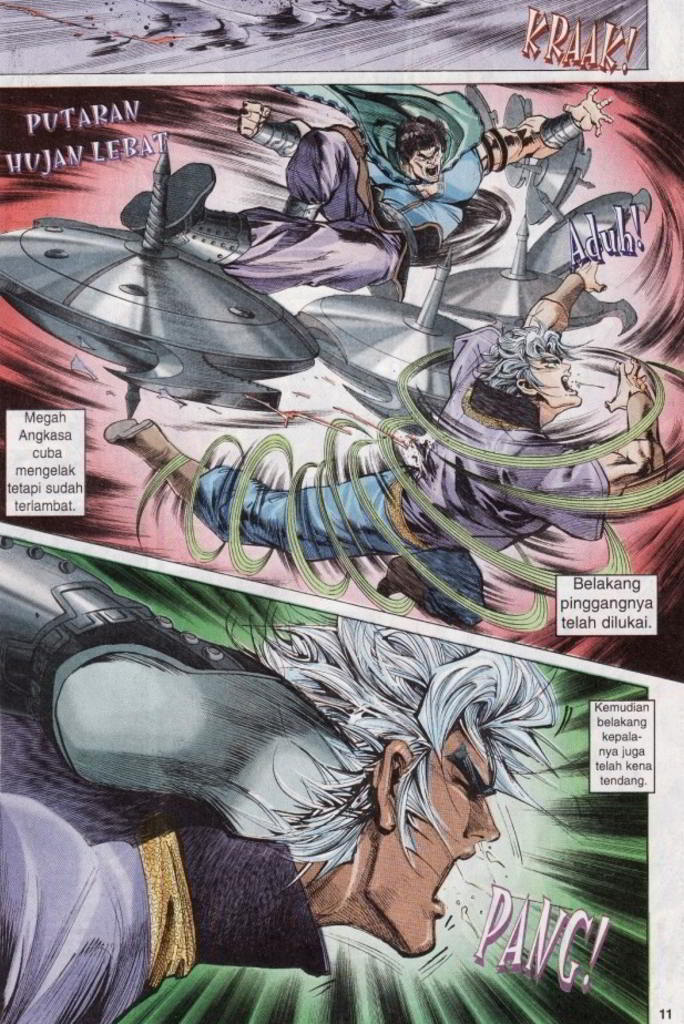 KRAAK!
PUTARAN
HUJAN LEBAT
Aduh!
Megah
Angkasa
cuba
mengelak
tetapi sudah
terlambat.
Belakang
pinggangnya
telah dilukai.
Kemudian
belakang
kepala-
nya juga
telah kena
tendang.
PANG!
11